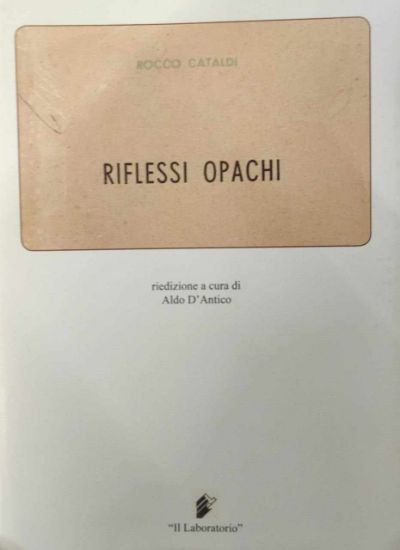 ROCCO CATALDI
RIFLESSI OPACHI
riedizione a cura di
Aldo D'Antico
"Il Laboratorio"